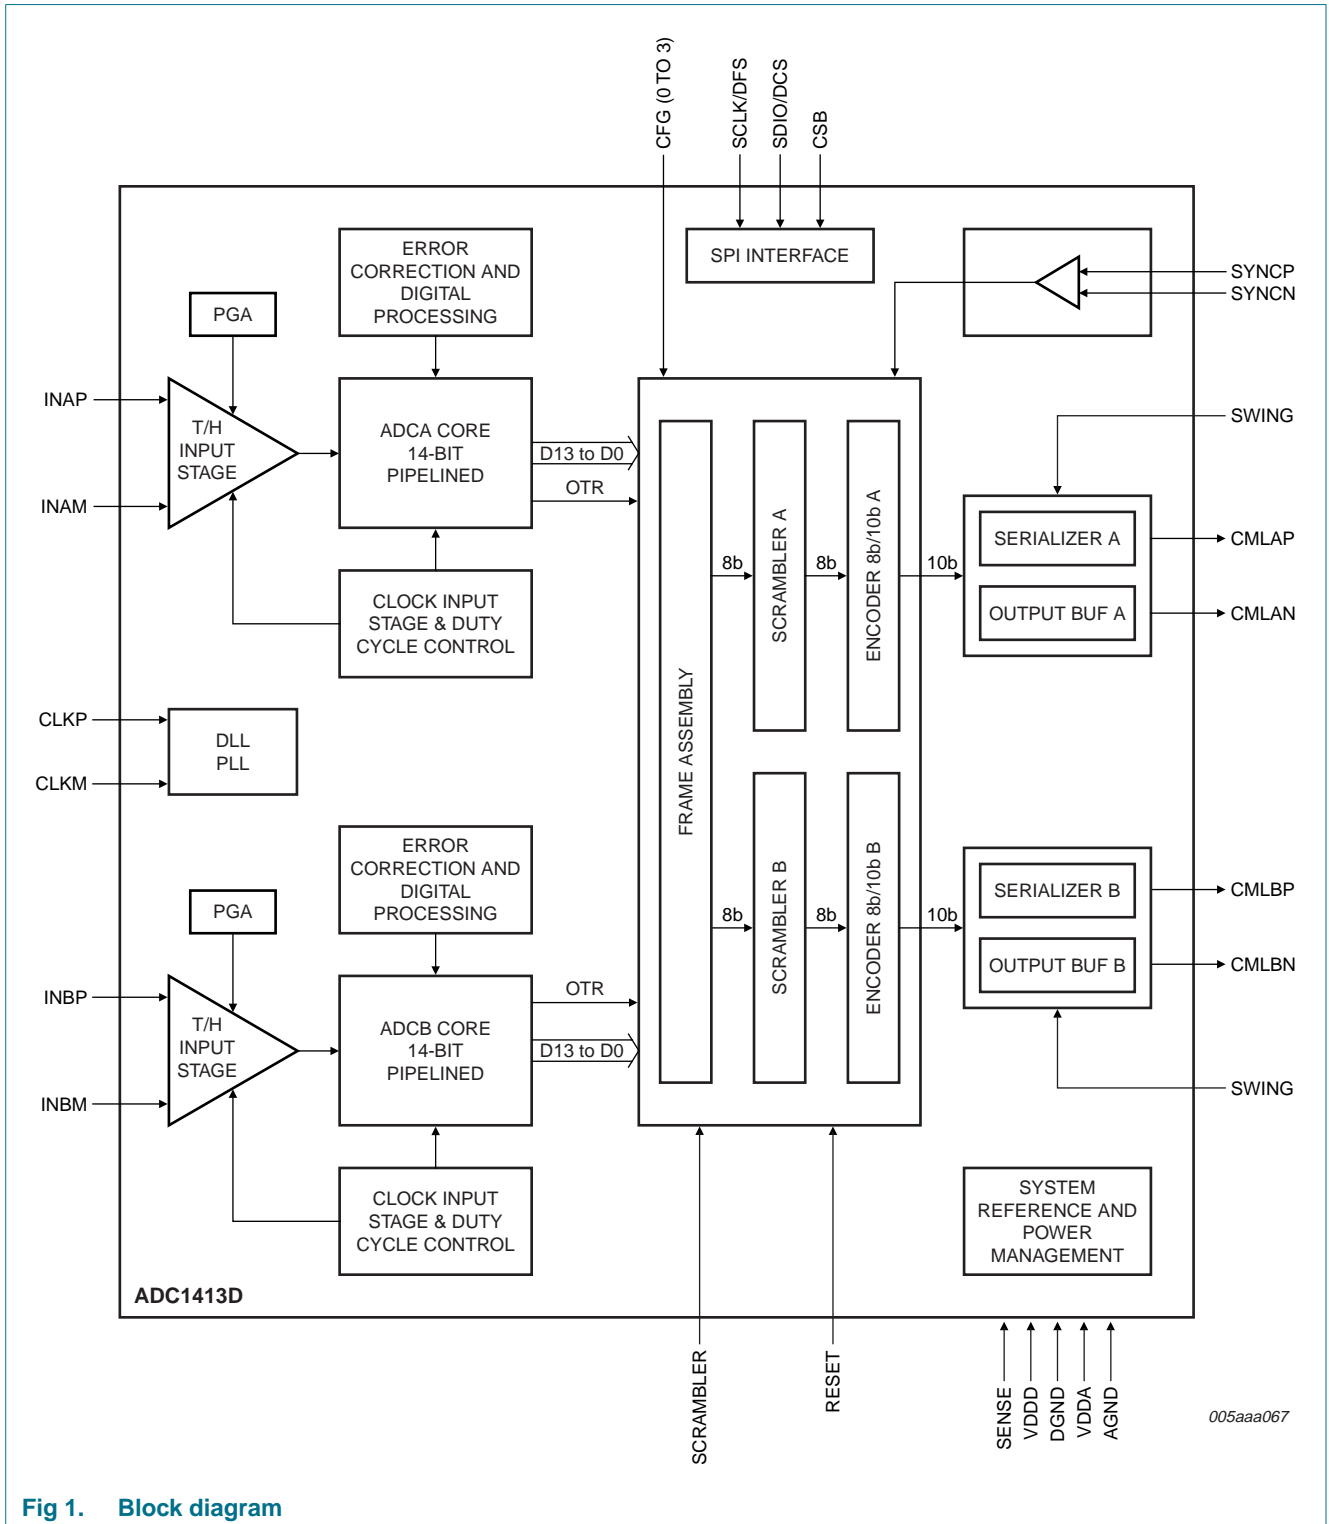 CFG (0 TO 3)
SCLK/DFS
SDIO/DCS
CSB
ERROR
CORRECTION AND
DIGITAL
PROCESSING
SPI INTERFACE
SYNCP
SYNCN
PGA
INAP
INAM
T/H
INPUT
STAGE
ADCA CORE
14-BIT
PIPELINED
D13 to D0
OTR
SWING
SERIALIZER A
OUTPUT BUF A
CMLAP
CMLAN
CLOCK INPUT
STAGE & DUTY
CYCLE CONTROL
FRAME ASSEMBLY
8b
SCRAMBLER A
8b
ENCODER 8b/10b A
10b
CLKP
CLKM
DLL
PLL
ERROR
CORRECTION AND
DIGITAL
PROCESSING
PGA
INBP
INBM
T/H
INPUT
STAGE
ADCB CORE
14-BIT
PIPELINED
OTR
D13 to D0
8b
SCRAMBLER B
8b
ENCODER 8b/10b B
10b
SERIALIZER B
OUTPUT BUF B
CMLBP
CMLBN
SWING
CLOCK INPUT
STAGE & DUTY
CYCLE CONTROL
SYSTEM
REFERENCE AND
POWER
MANAGEMENT
ADC1413D
SCRAMBLER
RESET
SENSE
VDDD
DGND
VDDA
AGND
005aaa067
Fig 1. Block diagram